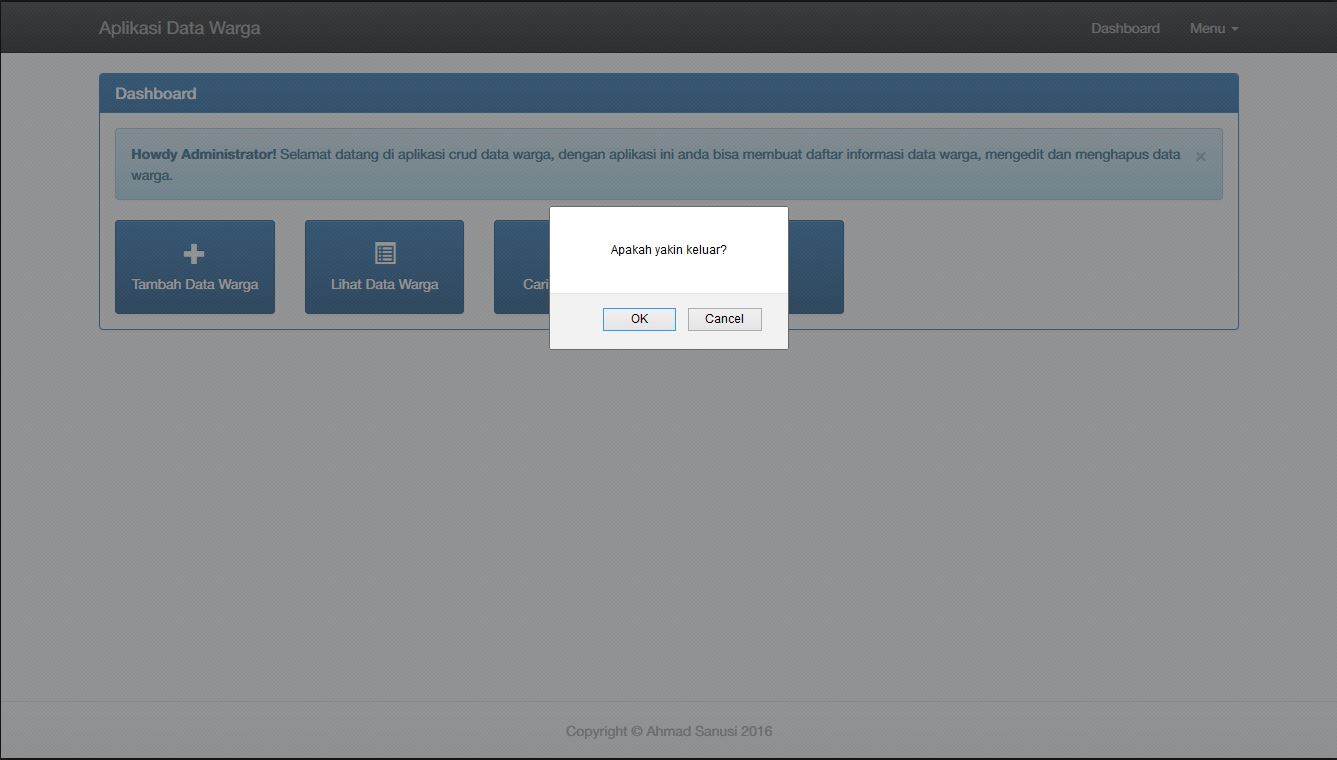 Aplikasi Data Warga
Dashboard
Menu
Dashboard
Howdy Administrator! Selamat datang di aplikasi crud data warga, dengan aplikasi ini anda bisa membuat daftar informasi data warga, mengedit dan menghapus data
warga.
×
Tambah Data Warga
Lihat Data Warga
Cari
Apakah yakin keluar?
OK
Cancel
Copyright © Ahmad Sanusi 2016